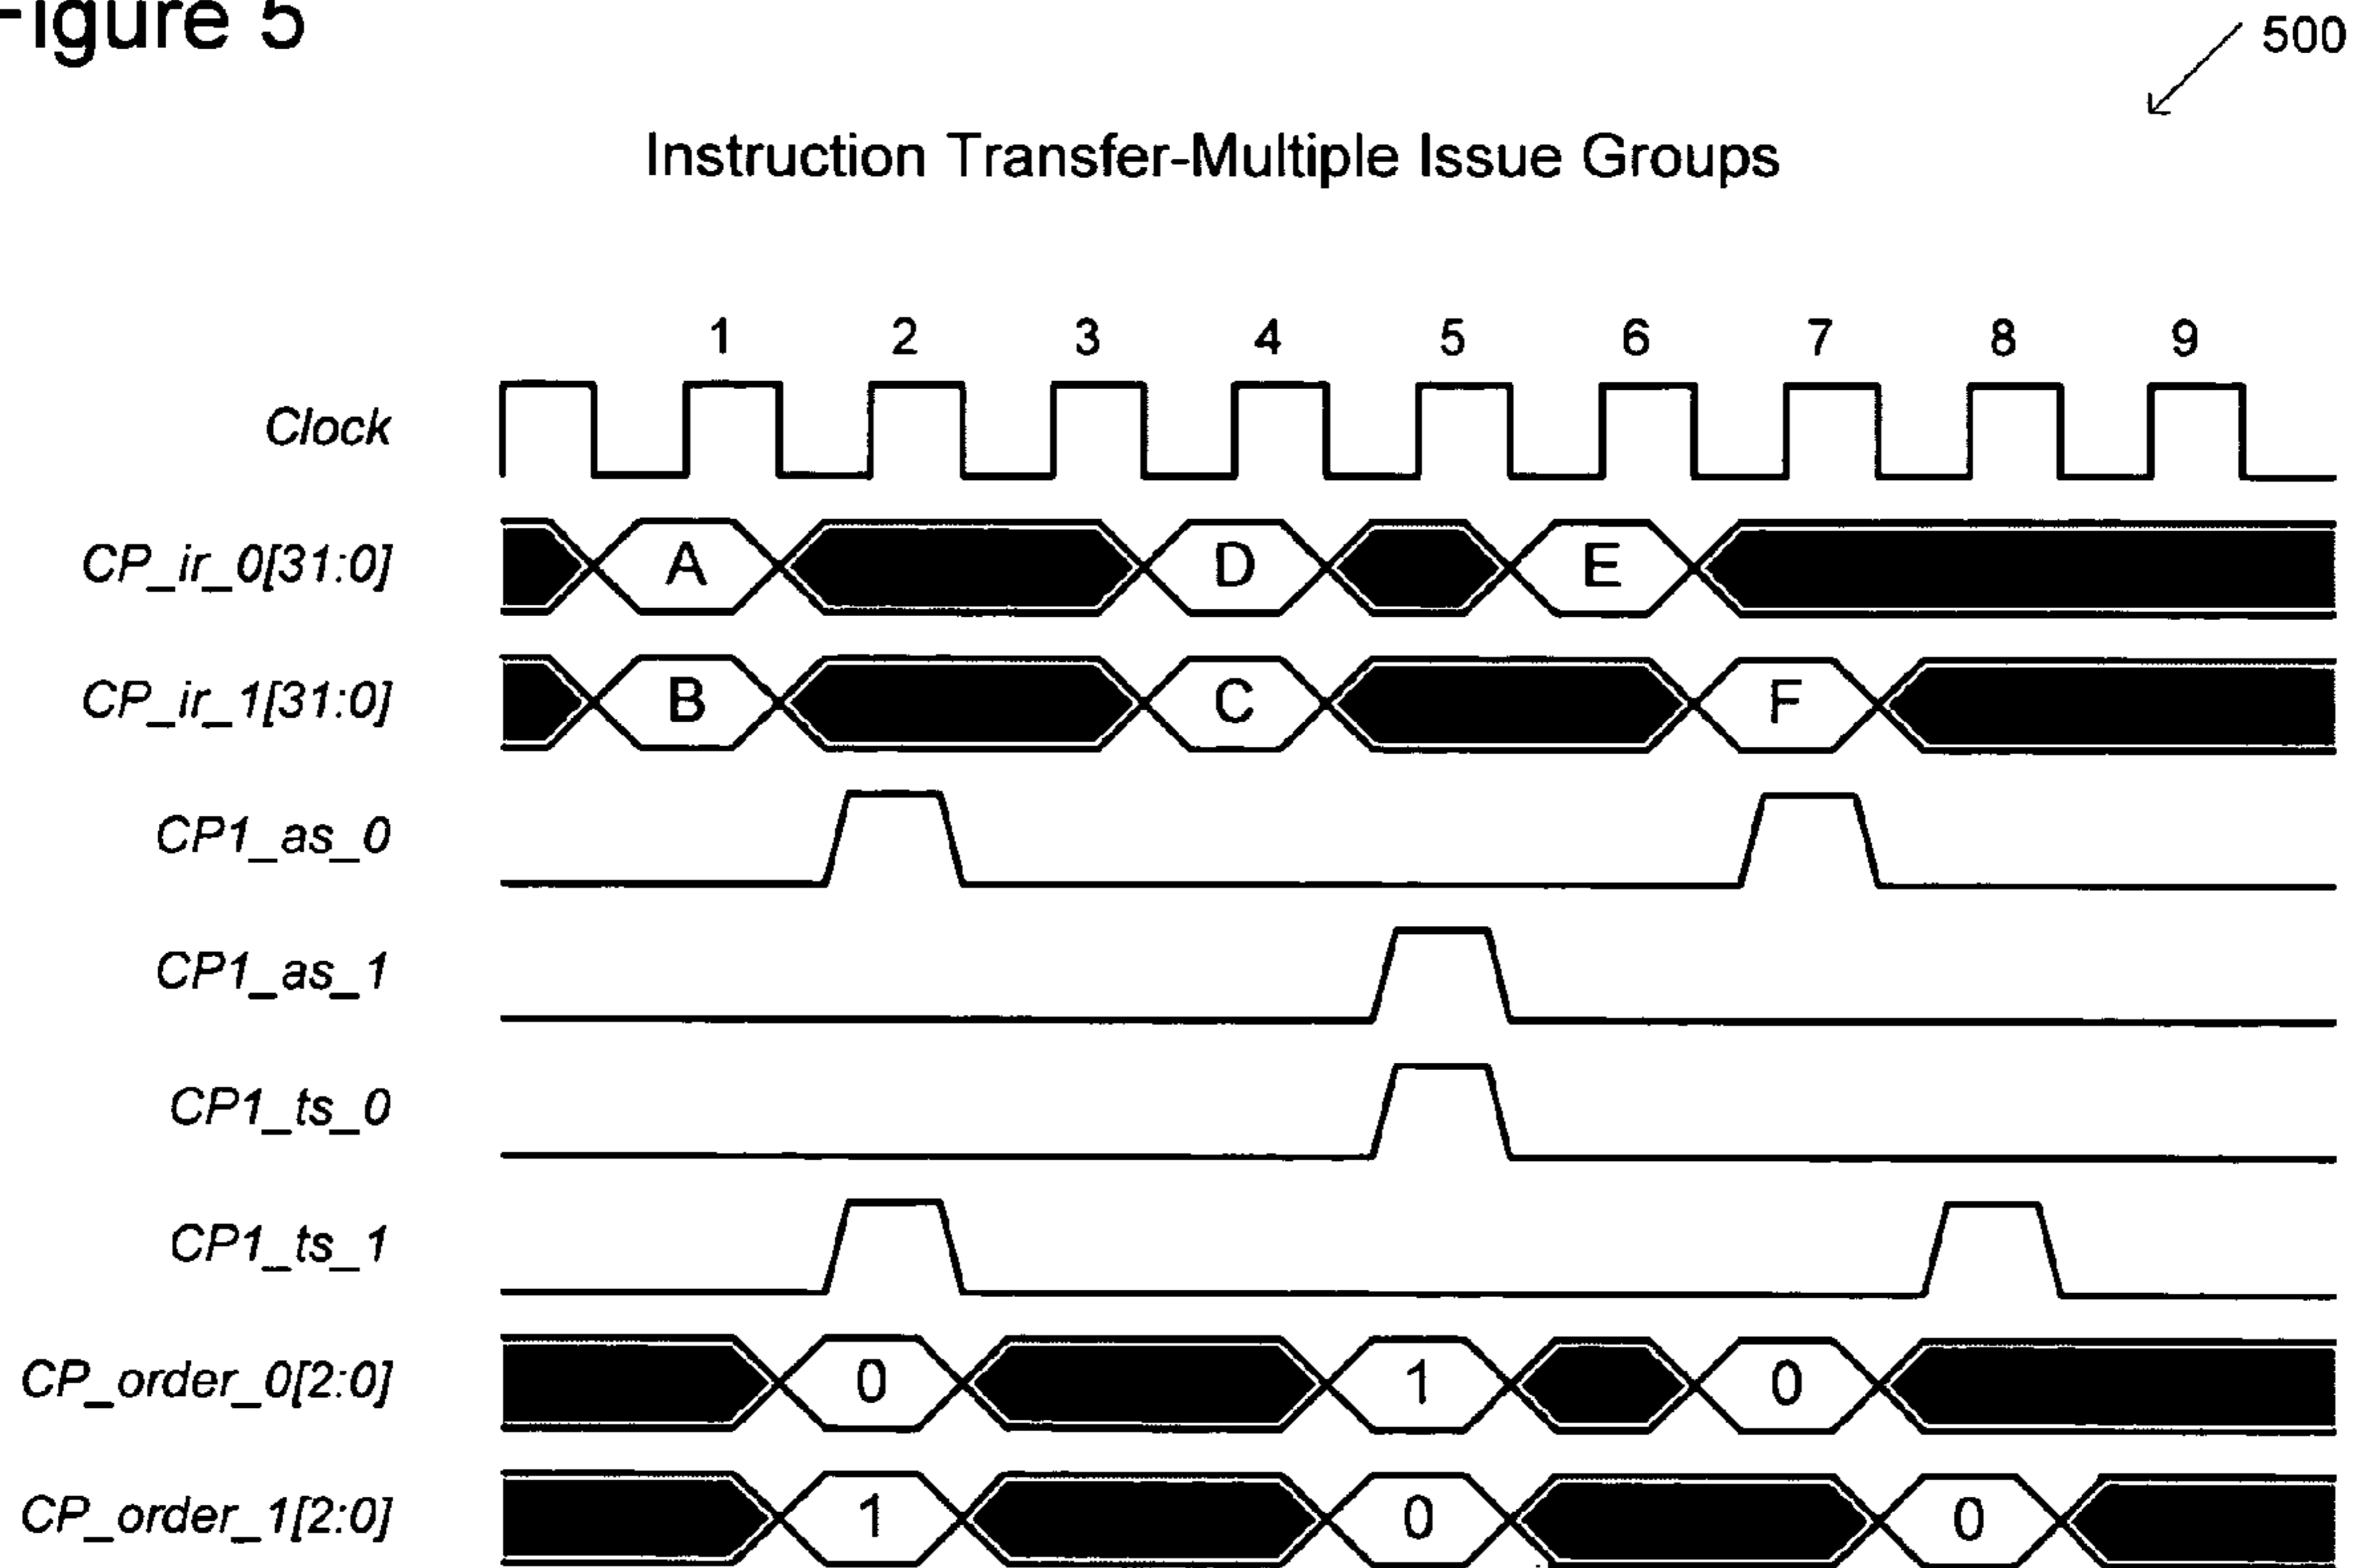 Figure 5
500
Instruction Transfer-Multiple Issue Groups
1 2 3 4 5 6 7 8 9
Clock
CP_ir_0[31:0] A D E
CP_ir_1[31:0] B C F
CP1_as_0
CP1_as_1
CP1_ts_0
CP1_ts_1
CP_order_0[2:0] 0 1 0
CP_order_1[2:0] 1 0 0